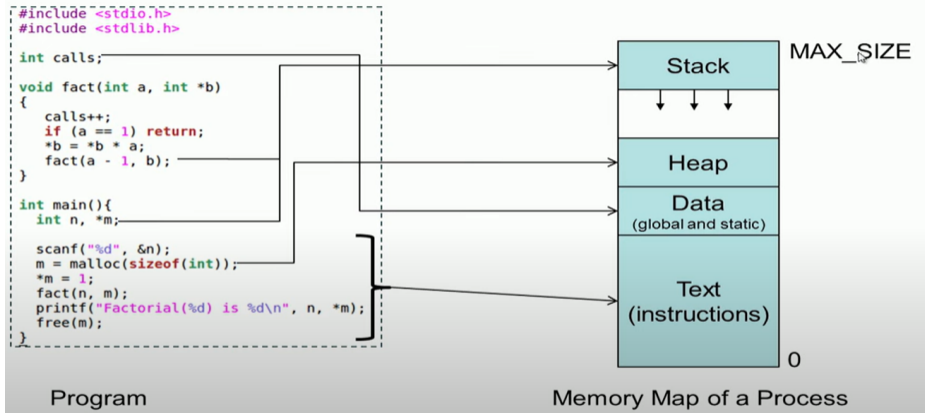 #include <stdio.h>
#include <stdlib.h>
int calls;
void fact(int a, int *b)
{
calls++;
if (a == 1) return;
*b = *b * a;
fact(a - 1, b);
}
int main(){
int n, *m;
scanf("%d", &n);
m = malloc(sizeof(int));
*m = 1;
fact(n, m);
printf("Factorial(%d) is %d\n", n, *m);
free(m);
}
Program
MAX_SIZE
Stack
Heap
Data
(global and static)
Text
(instructions)
0
Memory Map of a Process